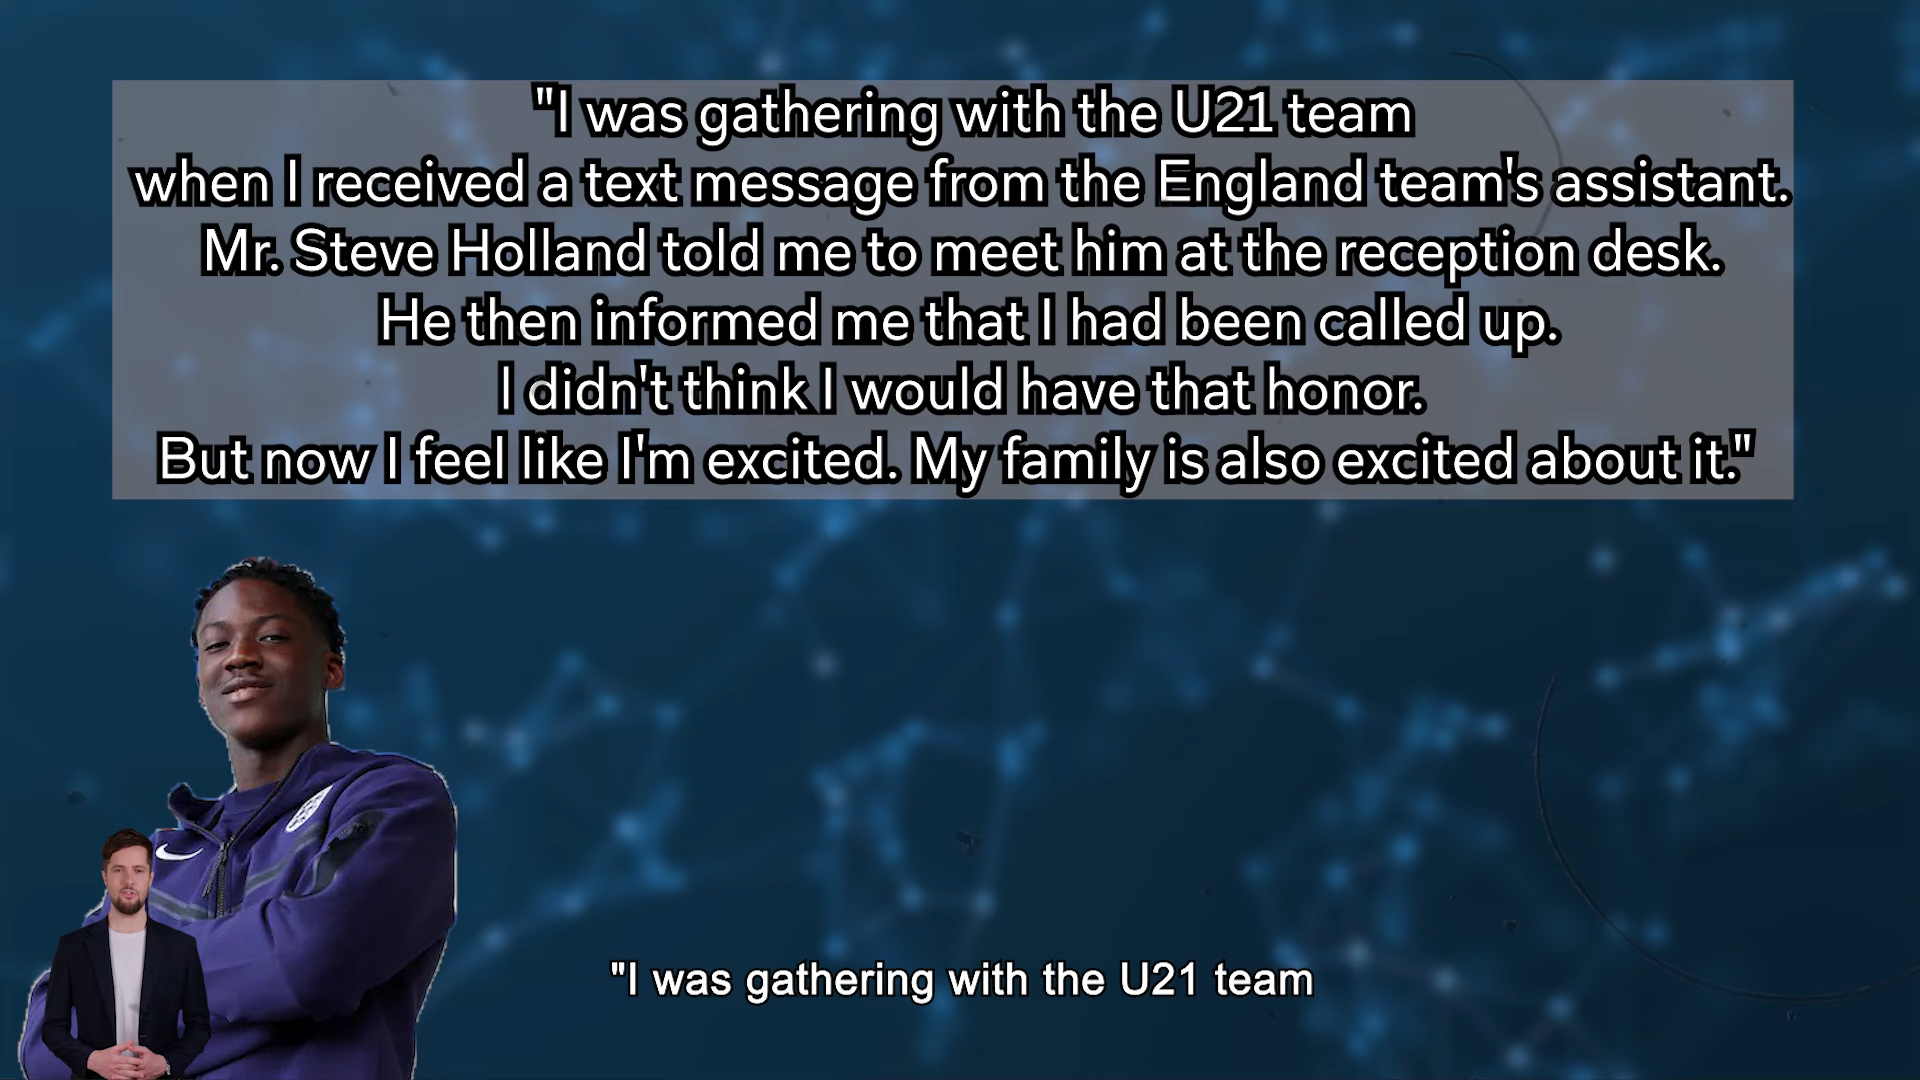 "I was gathering with the U21 team
when I received a text message from the England team's assistant.
Mr. Steve Holland told me to meet him at the reception desk.
He then informed me that I had been called up.
I didn't think I would have that honor.
But now I feel like I'm excited. My family is also excited about it."
"I was gathering with the U21 team